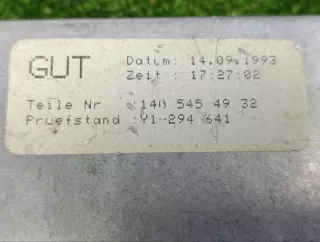 GUT
Datum: 14.09.1993
Zeit : 17:27:02
Teile Nr : 140 545 49 32
Pruefstand :Y1-294 641